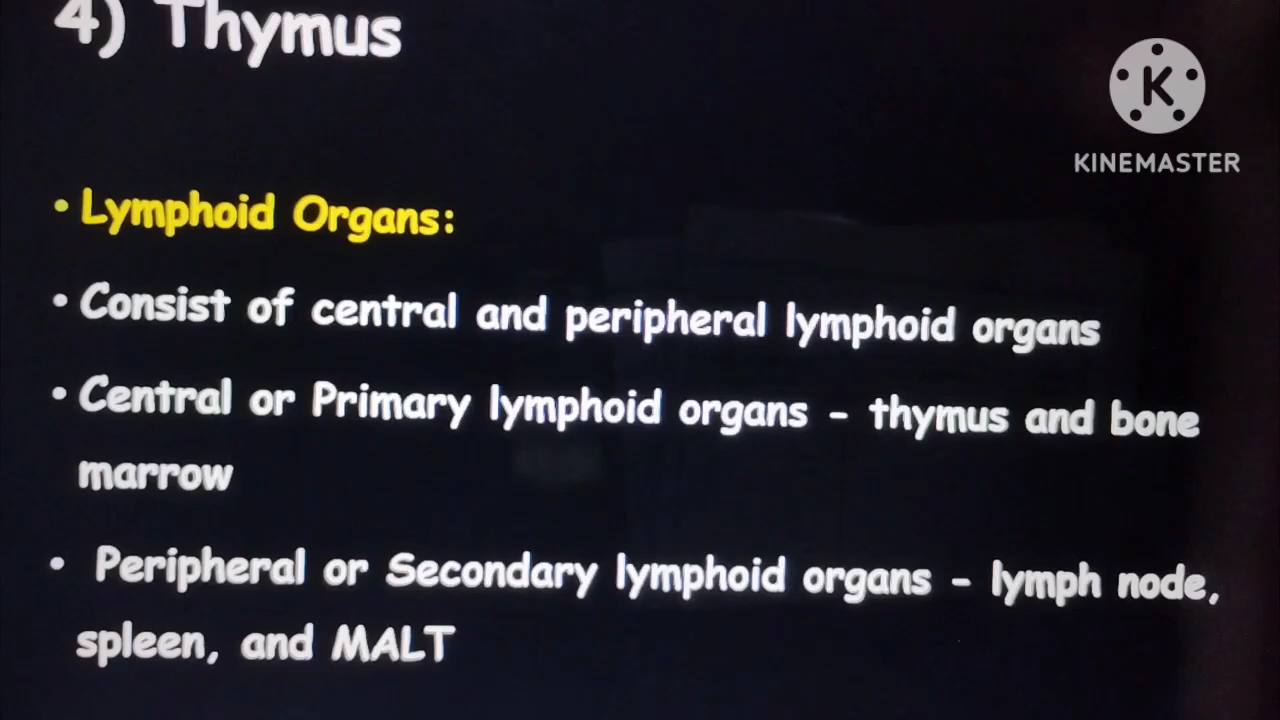 4) Thymus
K
KINEMASTER
• Lymphoid Organs:
• Consist of central and peripheral lymphoid organs
• Central or Primary lymphoid organs - thymus and bone
marrow
• Peripheral or Secondary lymphoid organs - lymph node,
spleen, and MALT